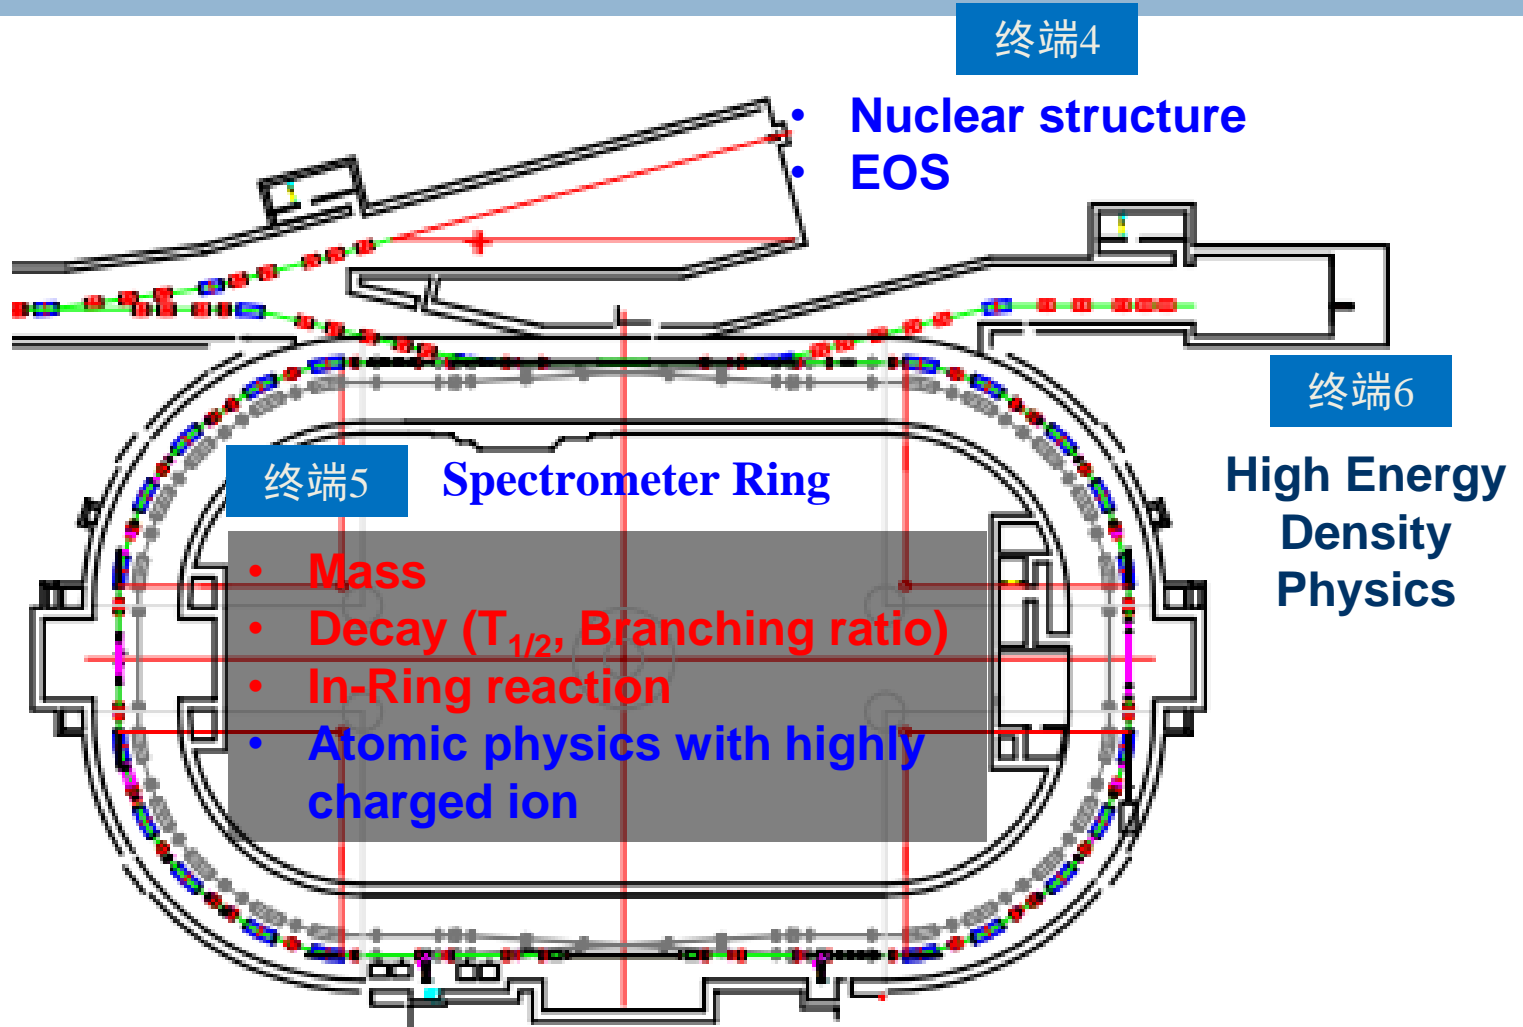 终端4
• Nuclear structure
• EOS
终端6
High Energy
Density
Physics
终端5
Spectrometer Ring
• Mass
• Decay (T1/2, Branching ratio)
• In-Ring reaction
• Atomic physics with highly
charged ion